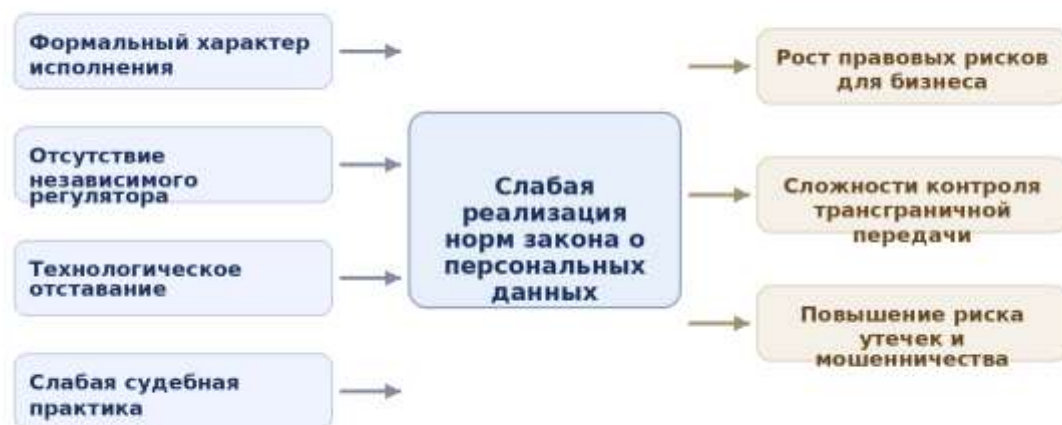 Формальный характер
исполнения
Отсутствие
независимого
регулятора
Технологическое
отставание
Слабая судебная
практика
Слабая
реализация
норм закона о
персональных
данных
Рост правовых рисков
для бизнеса
Сложности контроля
трансграничной
передачи
Повышение риска
утечек и
мошенничества